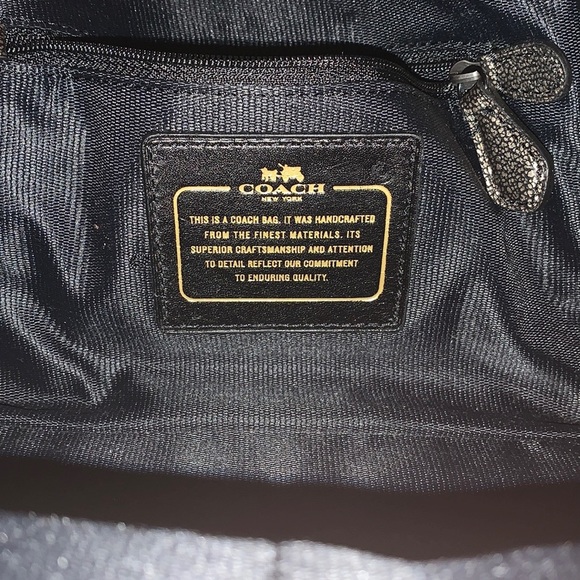 COACH
NEW YORK
THIS IS A COACH BAG. IT WAS HANDCRAFTED
FROM THE FINEST MATERIALS. ITS
SUPERIOR CRAFTSMANSHIP AND ATTENTION
TO DETAIL REFLECT OUR COMMITMENT
TO ENDURING QUALITY.